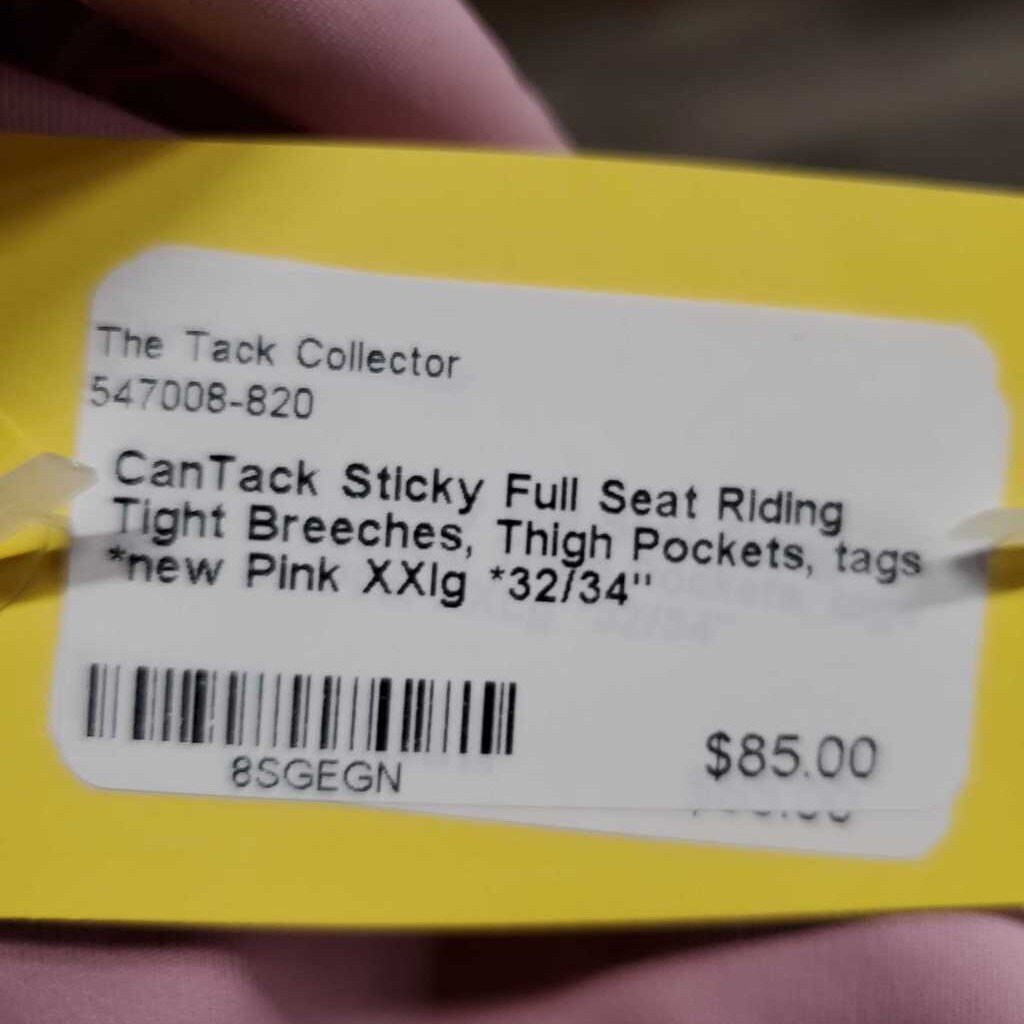 The Tack Collector
547008-820
CanTack Sticky Full Seat Riding
Tight Breeches, Thigh Pockets, tags
*new Pink XXlg *32/34"
8SGEGN
$85.00